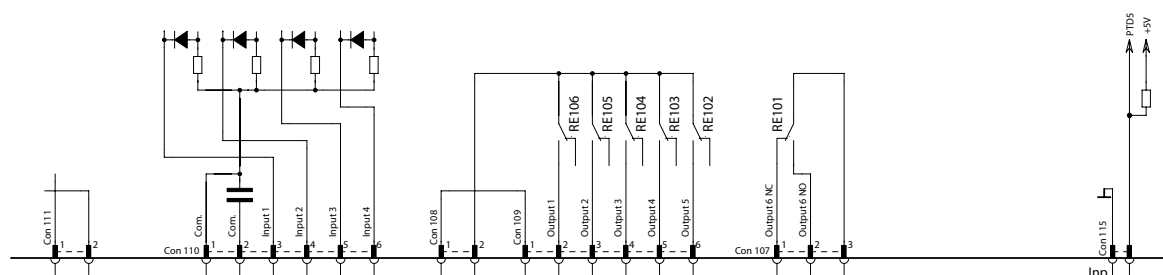 PTD5
+5V
RE106
RE105
RE104
RE103
RE102
RE101
Con 111
1
2
Con 110
Com.
Com.
Input 1
Input 2
Input 3
Input 4
1
2
3
4
5
6
Con 108
1
2
Con 109
Output 1
Output 2
Output 3
Output 4
Output 5
1
2
3
4
5
6
Con 107
Output 6 NC
Output 6 NO
1
2
3
Con 115
1
2
Inp